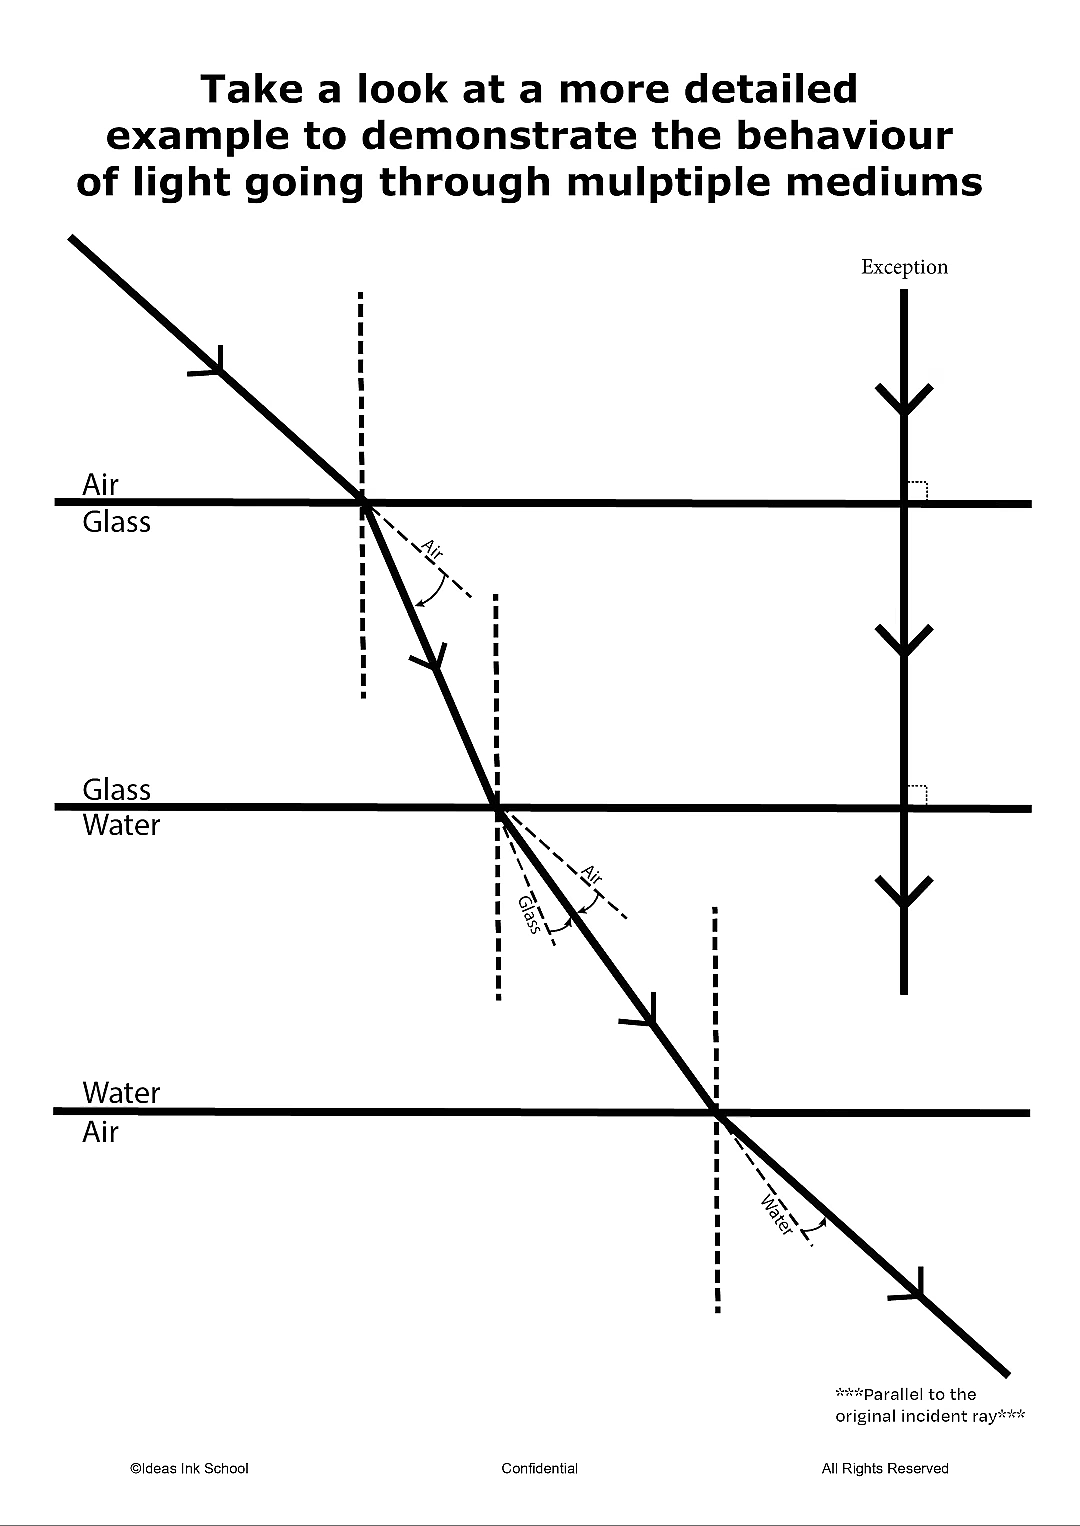 Take a look at a more detailed
example to demonstrate the behaviour
of light going through mulptiple mediums
Exception
Air
Glass
Air
Glass
Water
Air
Glass
Water
Air
Water
***Parallel to the
original incident ray***
©Ideas Ink School
Confidential
All Rights Reserved